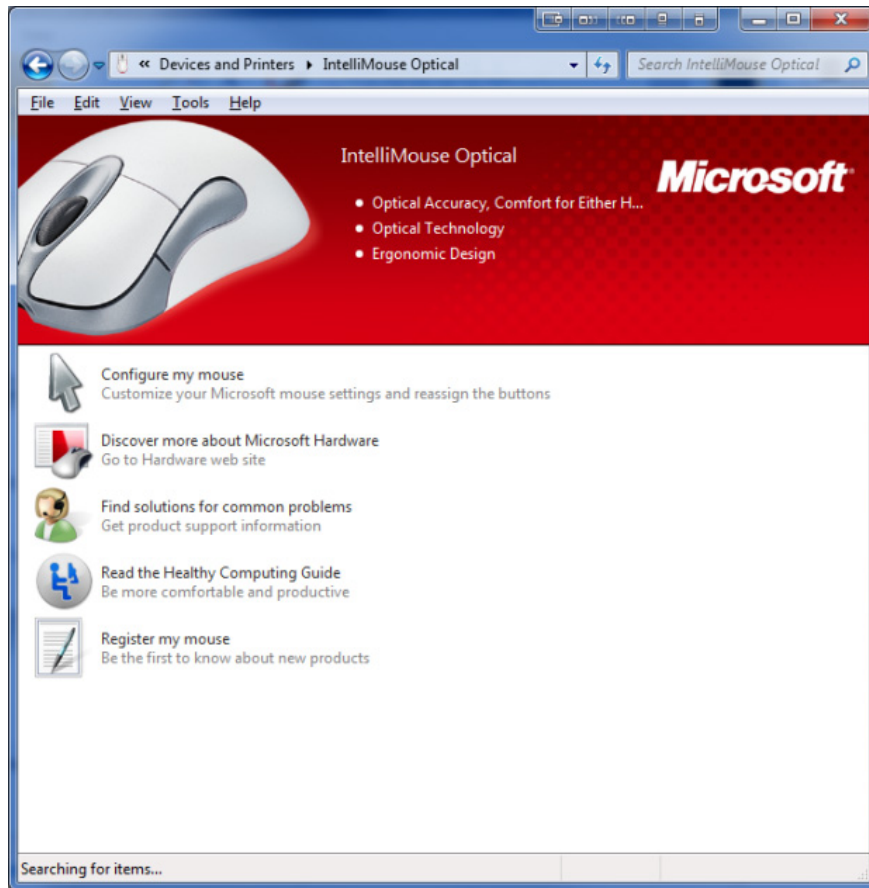 « Devices and Printers IntelliMouse Optical Search IntelliMouse Optical
File Edit View Tools Help
IntelliMouse Optical
Microsoft
• Optical Accuracy, Comfort for Either H...
• Optical Technology
• Ergonomic Design
Configure my mouse
Customize your Microsoft mouse settings and reassign the buttons
Discover more about Microsoft Hardware
Go to Hardware web site
Find solutions for common problems
Get product support information
Read the Healthy Computing Guide
Be more comfortable and productive
Register my mouse
Be the first to know about new products
Searching for items...